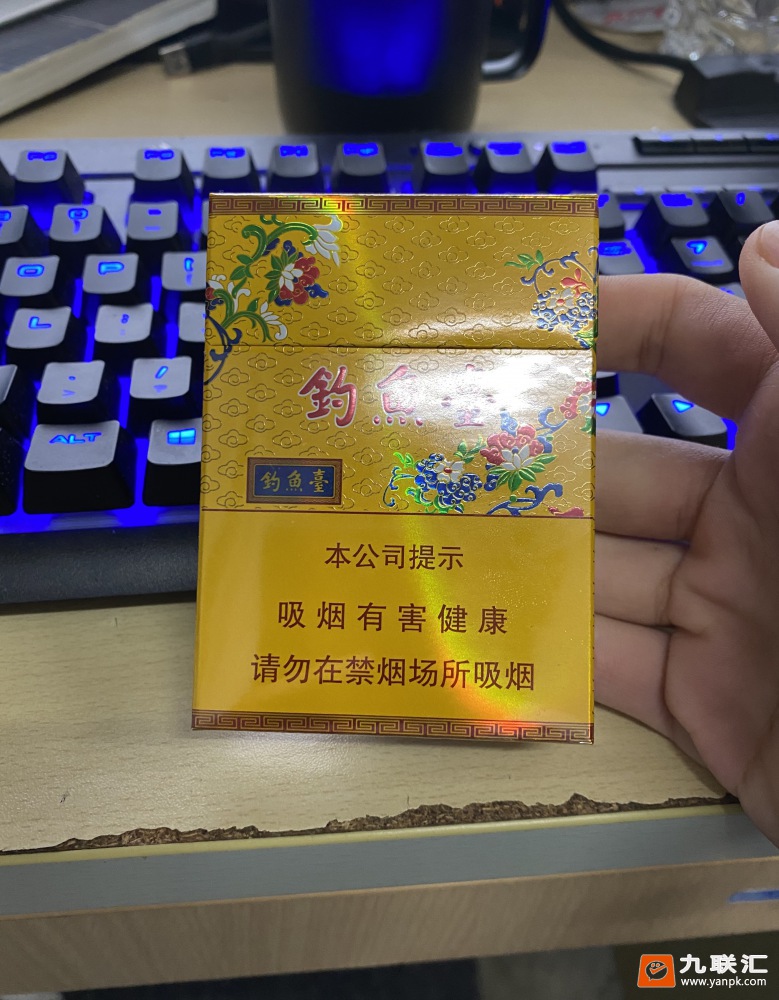 O P
L
ALT
釣魚臺
釣魚臺
本公司提示
吸烟有害健康
请勿在禁烟场所吸烟
九联汇
www.yanpk.com